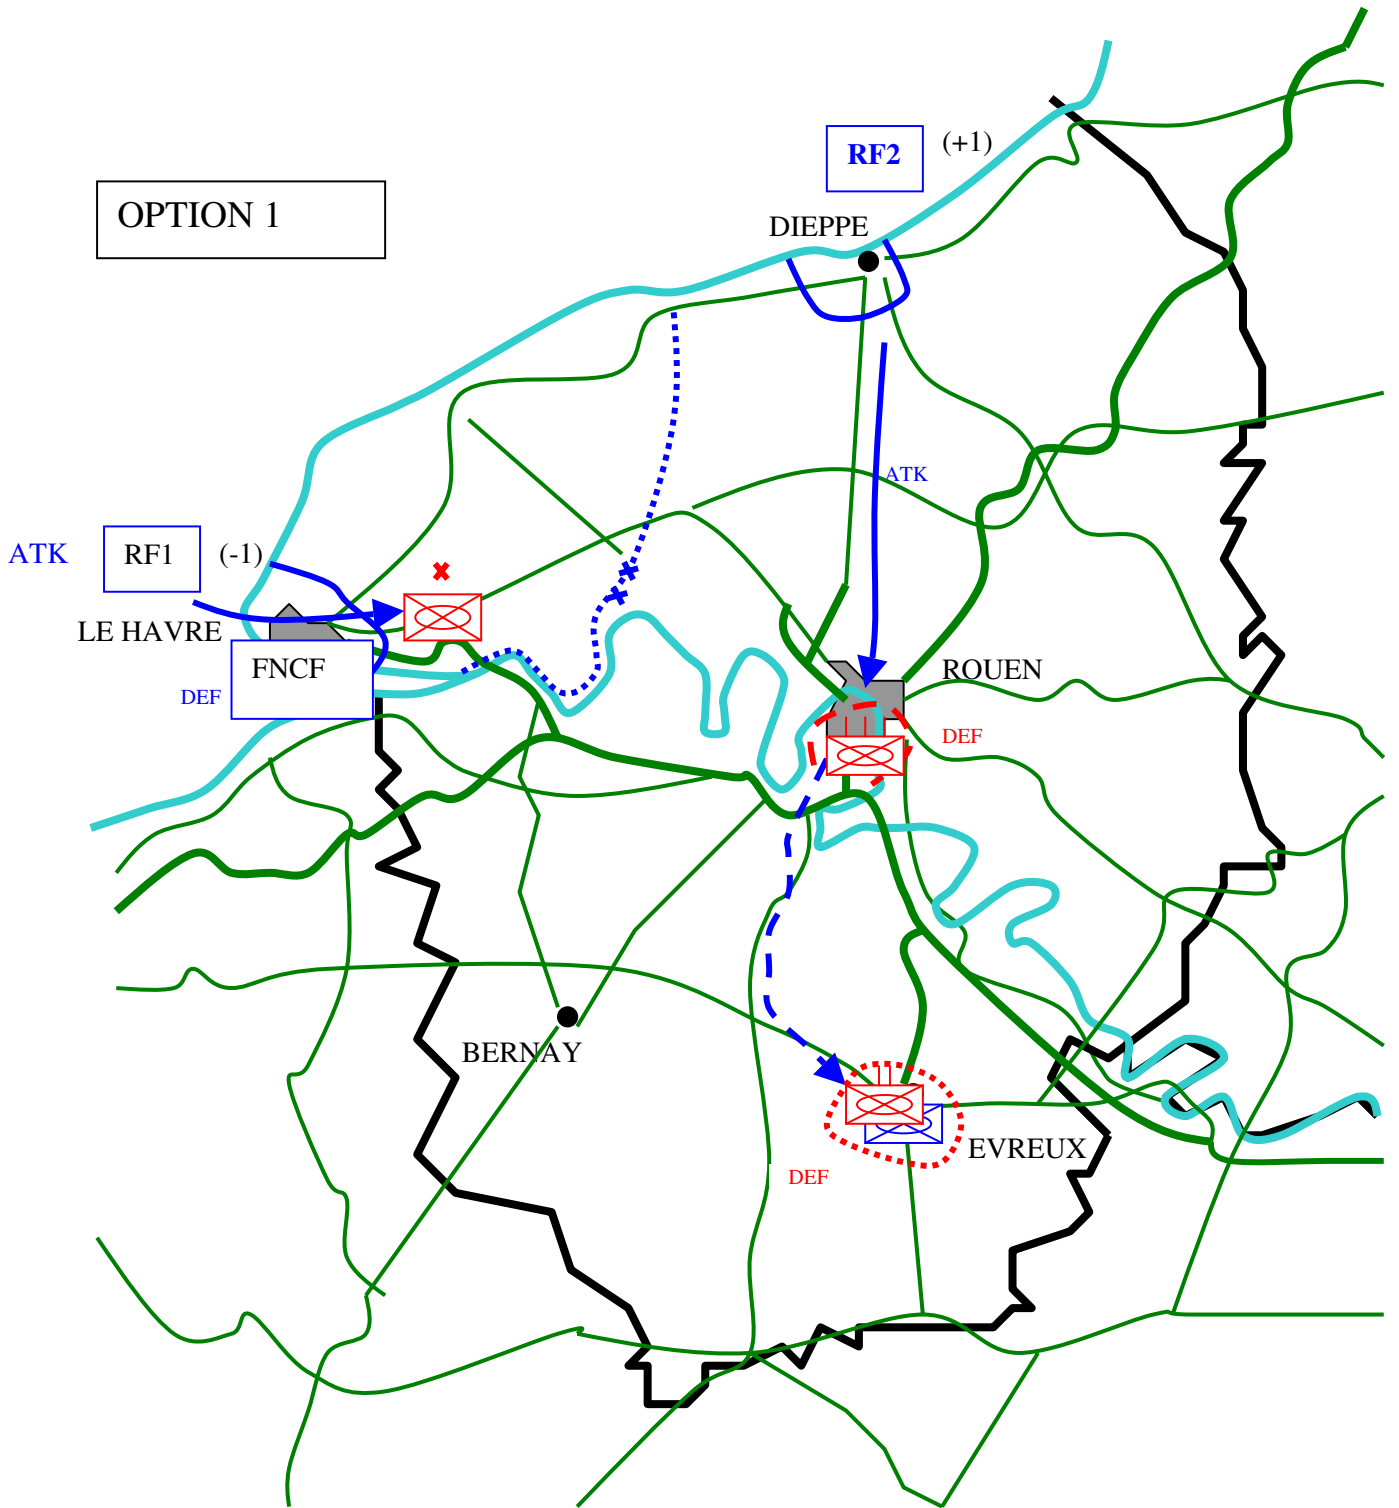 RF2
(+1)
OPTION 1
DIEPPE
ATK
ATK
RF1
(-1)
LE HAVRE
FNCF
DEF
ROUEN
DEF
BERNAY
EVREUX
DEF